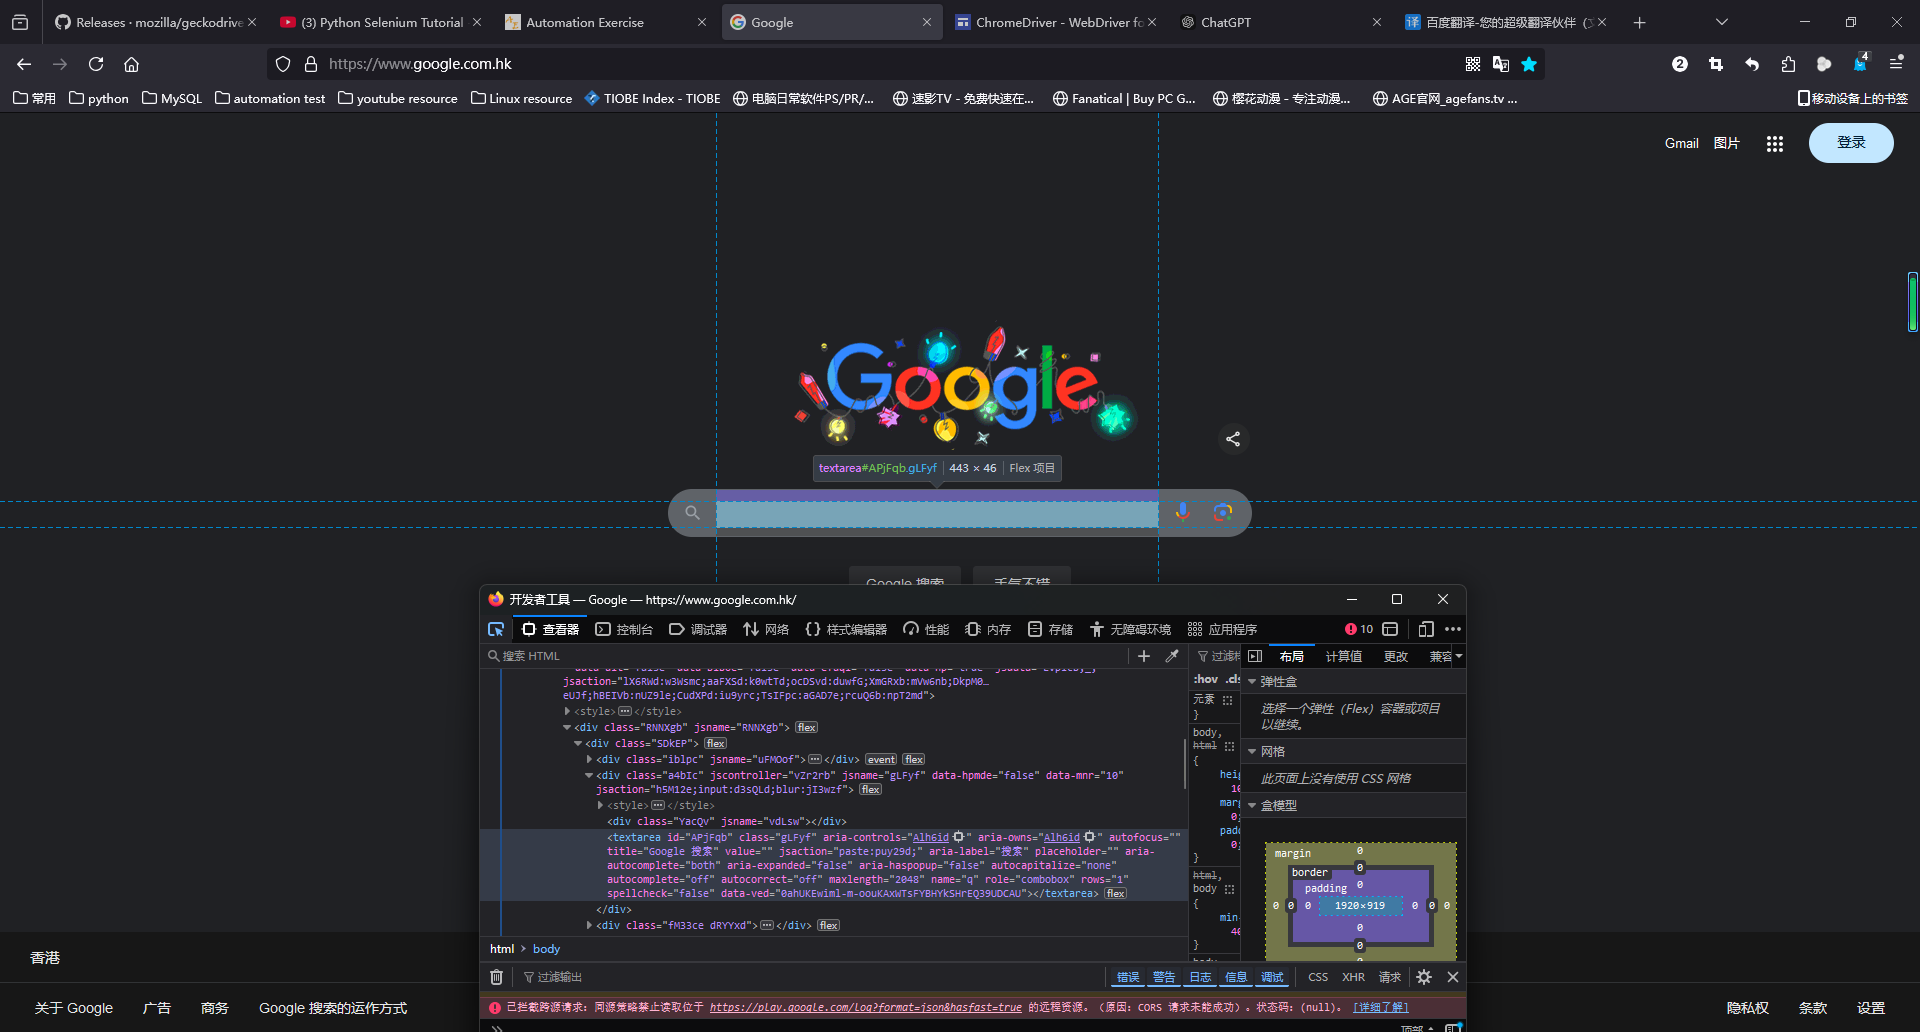 Releases · mozilla/geckodrive
(3) Python Selenium Tutorial
Automation Exercise
Google
ChromeDriver - WebDriver fo
ChatGPT
译 百度翻译-您的超级翻译伙伴（
https://www.google.com.hk
2
4
常用
python
MySQL
automation test
youtube resource
Linux resource
TIOBE Index - TIOBE
电脑日常软件PS/PR/...
速影TV - 免费快速在...
Fanatical | Buy PC G...
樱花动漫 - 专注动漫...
AGE官网_agefans.tv ...
移动设备上的书签
Gmail 图片 登录
Google
textarea#APjFqb.gLFyf 443 × 46 Flex 项目
Google 搜索 手气不错
开发者工具 — Google — https://www.google.com.hk/
查看器 控制台 调试器 网络 样式编辑器 性能 内存 存储 无障碍环境 应用程序 10
搜索 HTML
jsaction="lX6RWd:w3Wsmc;aaFXSd:k0wtTd;ocDSvd:duwfG;XmGRxb:mVw6nb;DkpM0…
eUJf;hBEIVb:nUZ9le;CudXPd:iu9yrc;TsIFpc:aGAD7e;rcuQ6b:npT2md">
<style></style>
<div class="RNNXgb" jsname="RNNXgb"> flex
<div class="SDkEP"> flex
<div class="iblpc" jsname="uFMOof"></div> event flex
<div class="a4bIc" jscontroller="vZr2rb" jsname="gLFyf" data-hpmde="false" data-mnr="10"
jsaction="h5M12e;input:d3sQLd;blur:jI3wzf"> flex
<style></style>
<div class="YacQv" jsname="vdLsw"></div>
<textarea id="APjFqb" class="gLFyf" aria-controls="Alh6id" aria-owns="Alh6id" autofocus=""
title="Google 搜索" value="" jsaction="paste:puy29d;" aria-label="搜索" placeholder="" aria-
autocomplete="both" aria-expanded="false" aria-haspopup="false" autocapitalize="none"
autocomplete="off" autocorrect="off" maxlength="2048" name="q" role="combobox" rows="1"
spellcheck="false" data-ved="0ahUKEwiml-m-oouKAxWTsFYBHYkSHrEQ39UDCAU"></textarea> flex
</div>
<div class="fM33ce dRYYxd"></div> flex
html › body
过滤
:hov .cls
元素
}
body,
html
{
heig
10
marg
0;
padd
0;
}
html,
body
{
min-
40
}
布局 计算值 更改 兼容
弹性盒
选择一个弹性（Flex）容器或项目
以继续。
网格
此页面上没有使用 CSS 网格
盒模型
margin 0
border 0
padding 0
0 0 0 1920×919 0 0 0
0
0
过滤输出
错误 警告 日志 信息 调试 CSS XHR 请求
已拦截跨源请求：同源策略禁止读取位于 https://play.google.com/log?format=json&hasfast=true 的远程资源。（原因：CORS 请求未能成功）。状态码：(null)。 [详细了解]
顶部
香港
关于 Google 广告 商务 Google 搜索的运作方式
隐私权 条款 设置